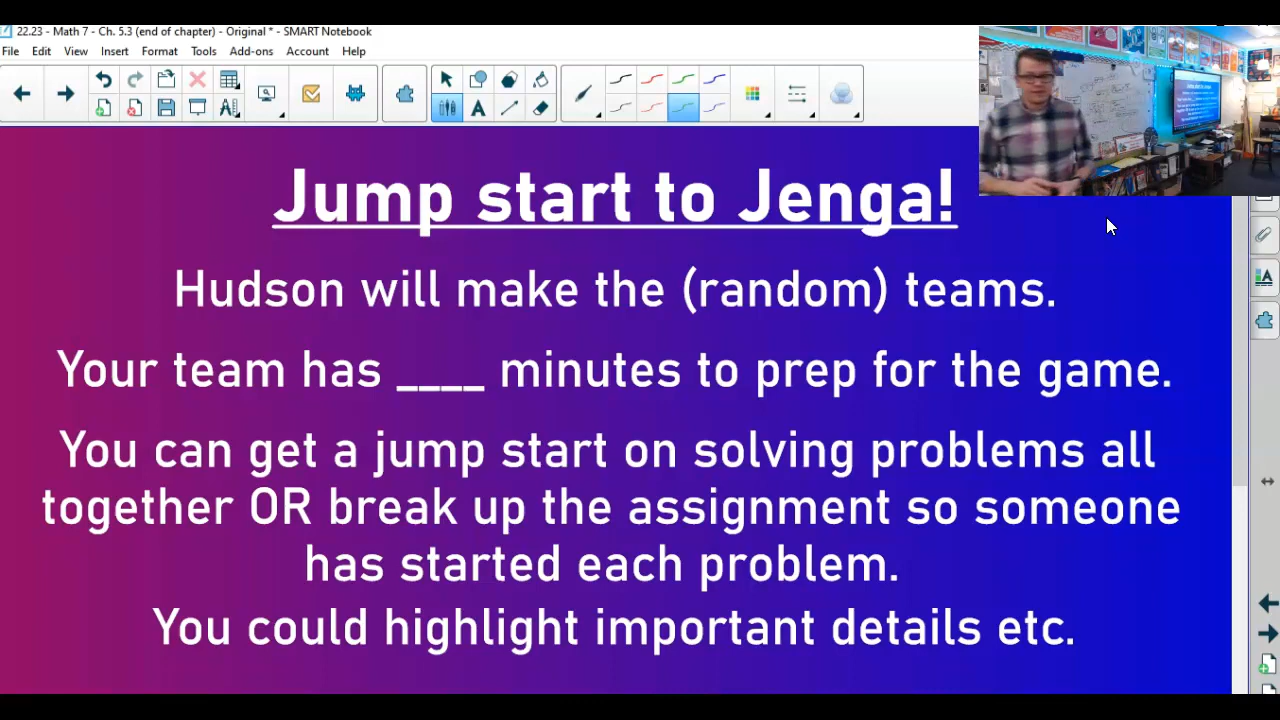 22.23 - Math 7 - Ch. 5.3 (end of chapter) - Original * - SMART Notebook
File Edit View Insert Format Tools Add-ons Account Help
Jump start to Jenga!
Hudson will make the (random) teams.
Your team has ____ minutes to prep for the game.
You can get a jump start on solving problems all
together OR break up the assignment so someone
has started each problem.
You could highlight important details etc.